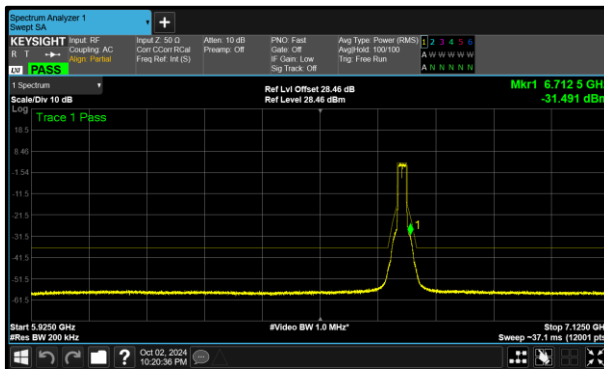 Spectrum Analyzer 1
Swept SA
KEYSIGHT
R T
LXI
PASS
Input: RF
Coupling: AC
Align: Partial
Input Z: 50 Ω
Corr CCorr RCal
Freq Ref: Int (S)
Atten: 10 dB
Preamp: Off
PNO: Fast
Gate: Off
IF Gain: Low
Sig Track: Off
Avg Type: Power (RMS)
Avg|Hold: 100/100
Trig: Free Run
1 2 3 4 5 6
A W W W W W
A N N N N N
1 Spectrum
Scale/Div 10 dB
Ref Lvl Offset 28.46 dB
Ref Level 28.46 dBm
Mkr1 6.712 5 GHz
-31.491 dBm
Log
Trace 1 Pass
18.5
8.46
-1.54
-11.5
-21.5
-31.5
-41.5
-51.5
-61.5
1
Start 5.9250 GHz
#Res BW 200 kHz
#Video BW 1.0 MHz*
Stop 7.1250 GHz
Sweep ~37.1 ms (12001 pts)
?
Oct 02, 2024
10:20:36 PM